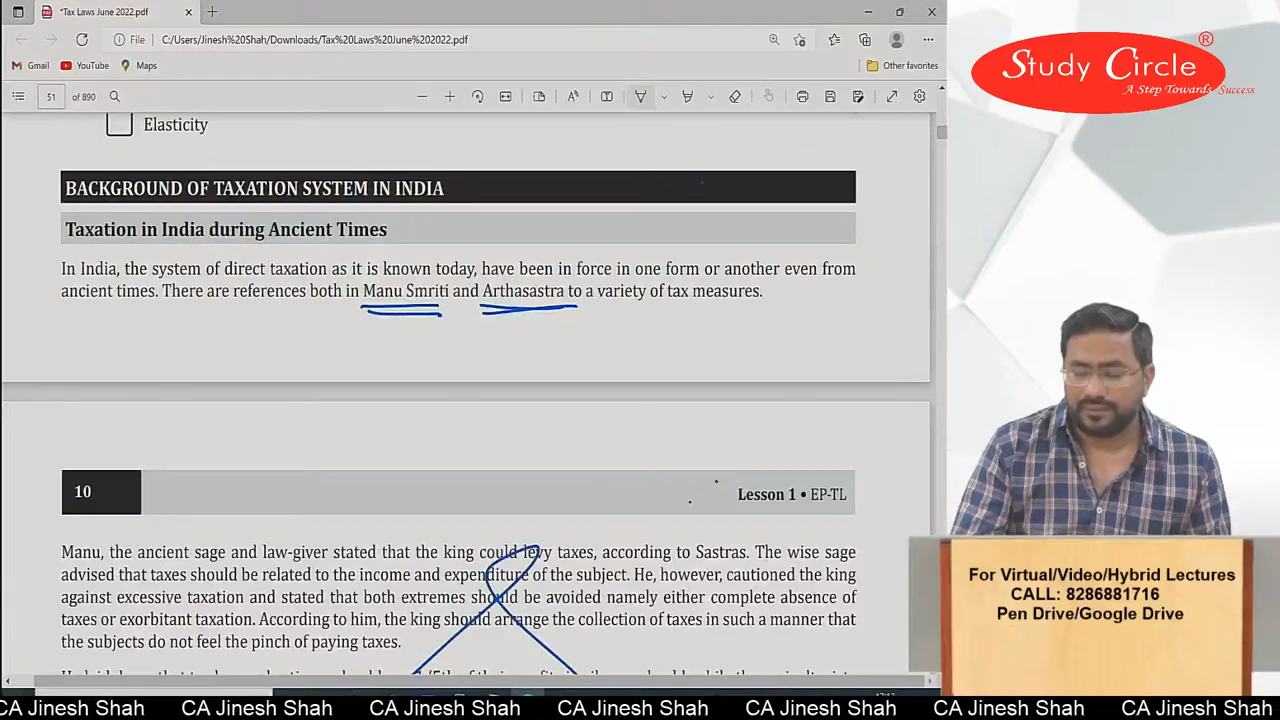 *Tax Laws June 2022.pdf
File C:/Users/Jinesh%20Shah/Downloads/Tax%20Laws%20June%202022.pdf
Gmail YouTube Maps Other favorites
51 of 890
Study Circle ®
A Step Towards Success
Elasticity
BACKGROUND OF TAXATION SYSTEM IN INDIA
Taxation in India during Ancient Times
In India, the system of direct taxation as it is known today, have been in force in one form or another even from
ancient times. There are references both in Manu Smriti and Arthasastra to a variety of tax measures.
10
Lesson 1 • EP-TL
Manu, the ancient sage and law-giver stated that the king could levy taxes, according to Sastras. The wise sage
advised that taxes should be related to the income and expenditure of the subject. He, however, cautioned the king
against excessive taxation and stated that both extremes should be avoided namely either complete absence of
taxes or exorbitant taxation. According to him, the king should arrange the collection of taxes in such a manner that
the subjects do not feel the pinch of paying taxes.
For Virtual/Video/Hybrid Lectures
CALL: 8286881716
Pen Drive/Google Drive
CA Jinesh Shah CA Jinesh Shah CA Jinesh Shah CA Jinesh Shah CA Jinesh Shah CA Jinesh Shah CA Jinesh Shah